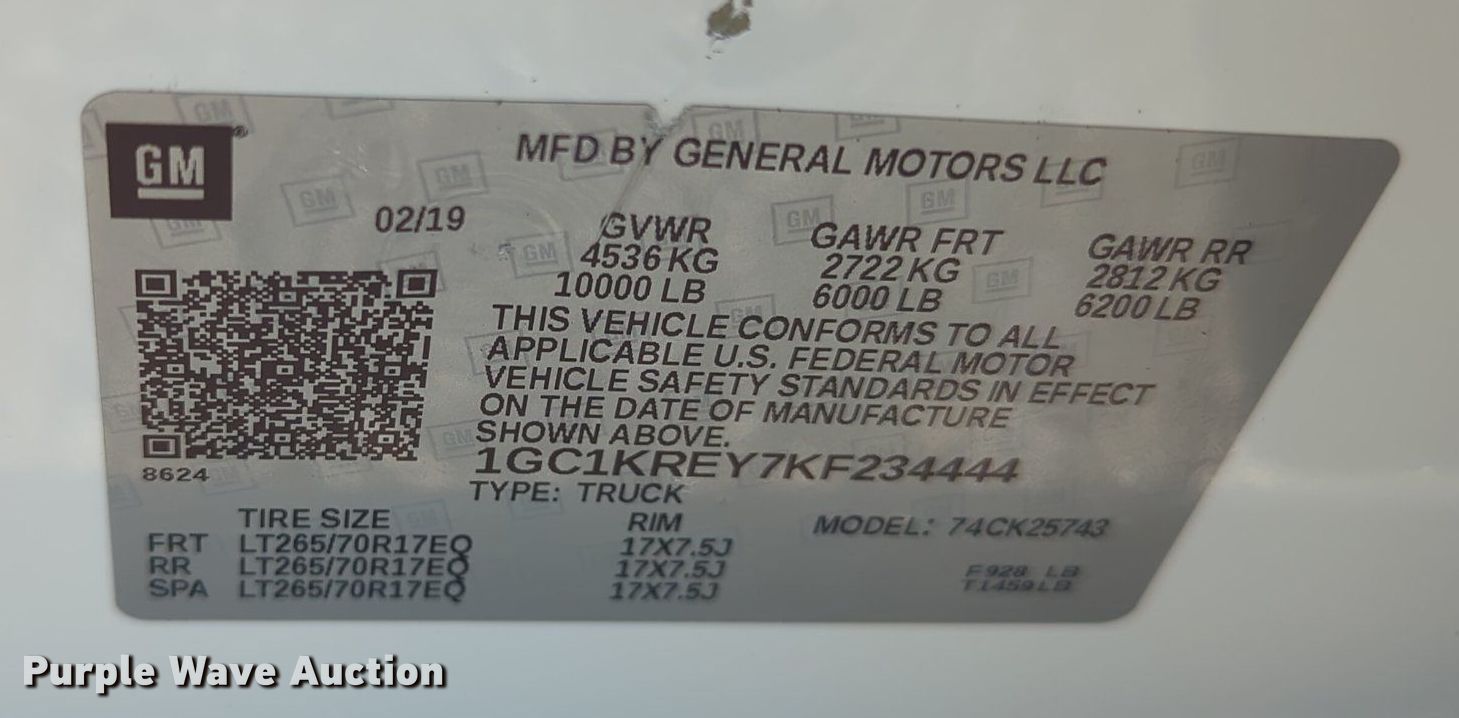 GM
MFD BY GENERAL MOTORS LLC
02/19
GVWR GAWR FRT GAWR RR
4536 KG 2722 KG 2812 KG
10000 LB 6000 LB 6200 LB
THIS VEHICLE CONFORMS TO ALL
APPLICABLE U.S. FEDERAL MOTOR
VEHICLE SAFETY STANDARDS IN EFFECT
ON THE DATE OF MANUFACTURE
SHOWN ABOVE.
8624
1GC1KREY7KF234444
TYPE: TRUCK
TIRE SIZE RIM MODEL: 74CK25743
FRT LT265/70R17EQ 17X7.5J
RR LT265/70R17EQ 17X7.5J F928 LB
SPA LT265/70R17EQ 17X7.5J T1459LB
Purple Wave Auction